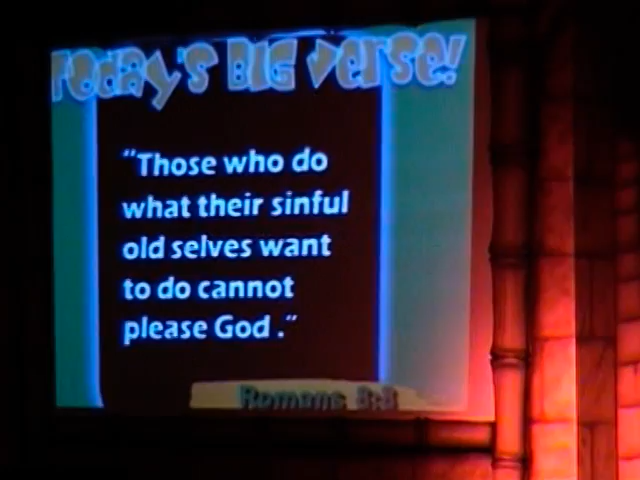 Today's BIG Verse!
"Those who do
what their sinful
old selves want
to do cannot
please God ."
Romans 8:8